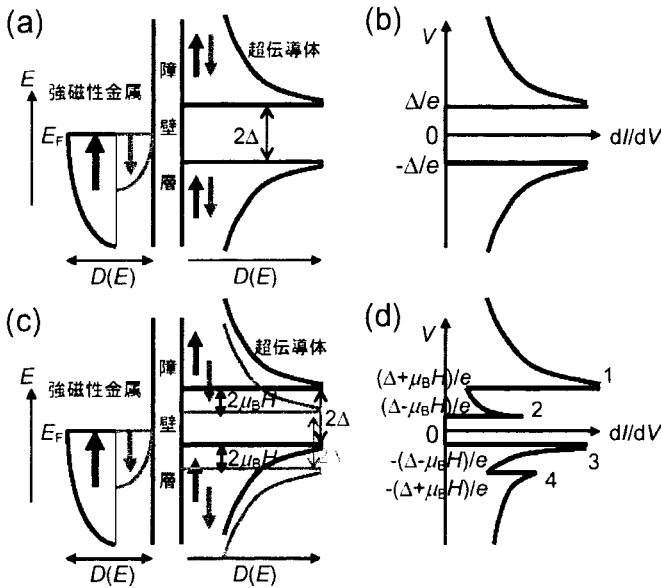 (a)
E
強磁性金属
E_F
障壁層
超伝導体
2Δ
D(E)
D(E)
(b)
V
Δ/e
0
dI/dV
-Δ/e
(c)
E
強磁性金属
E_F
障壁層
超伝導体
2μ_BH
2Δ
2μ_BH
D(E)
D(E)
(d)
V
(Δ+μ_BH)/e
1
(Δ-μ_BH)/e
2
0
dI/dV
-(Δ-μ_BH)/e
3
-(Δ+μ_BH)/e
4